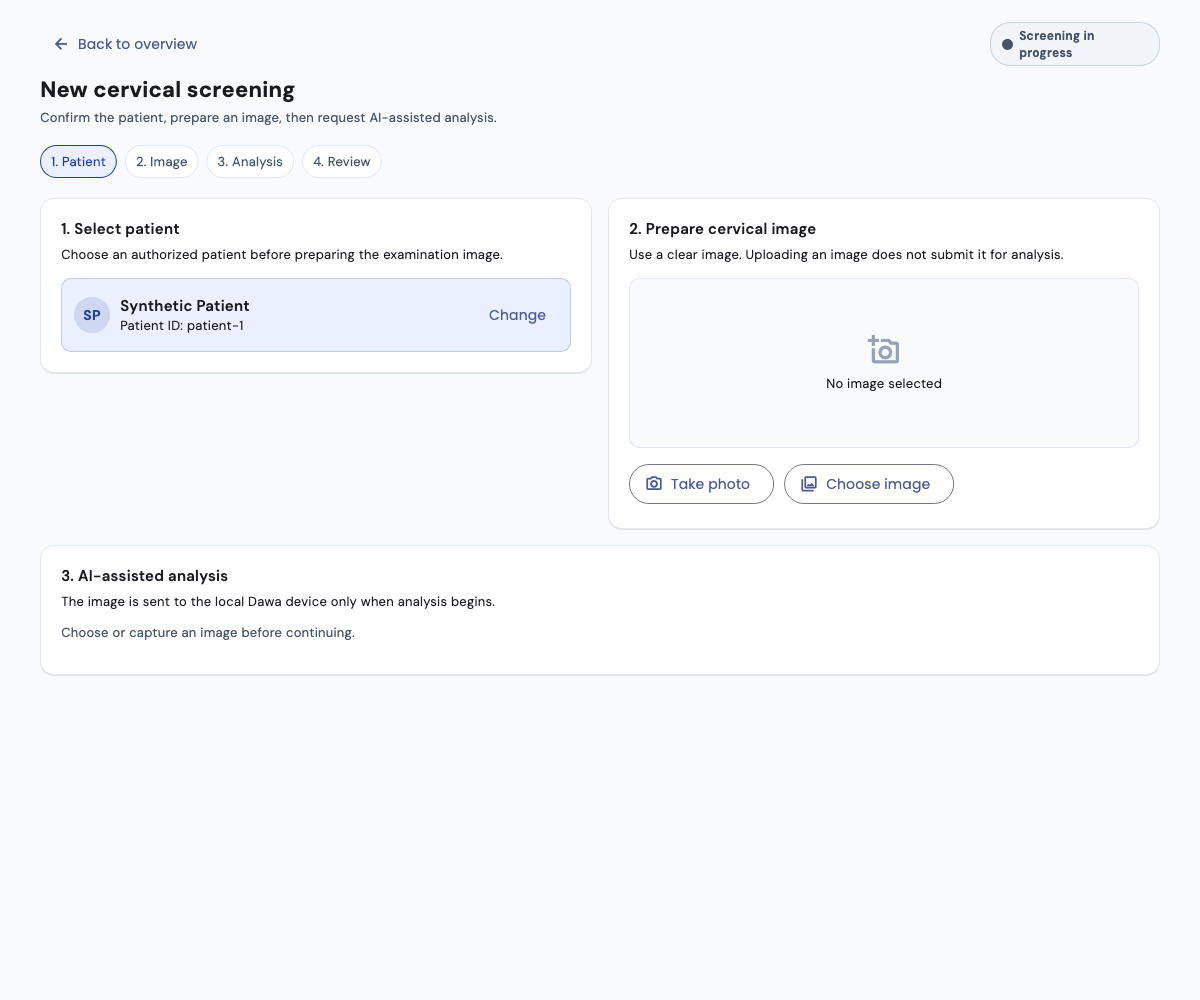 Back to overview
Screening in
progress
New cervical screening
Confirm the patient, prepare an image, then request AI-assisted analysis.
1. Patient
2. Image
3. Analysis
4. Review
1. Select patient
Choose an authorized patient before preparing the examination image.
SP
Synthetic Patient
Patient ID: patient-1
Change
2. Prepare cervical image
Use a clear image. Uploading an image does not submit it for analysis.
No image selected
Take photo
Choose image
3. AI-assisted analysis
The image is sent to the local Dawa device only when analysis begins.
Choose or capture an image before continuing.